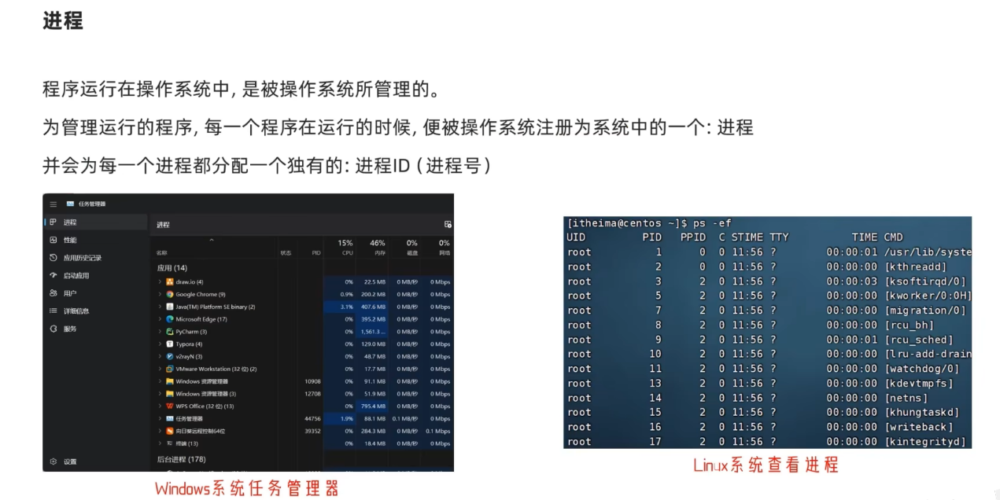 进程
程序运行在操作系统中, 是被操作系统所管理的。
为管理运行的程序, 每一个程序在运行的时候, 便被操作系统注册为系统中的一个: 进程
并会为每一个进程都分配一个独有的: 进程ID ( 进程号 )
任务管理器
进程
性能
应用历史记录
启动应用
用户
详细信息
服务
设置
进程
15% 46% 0% 0%
名称 状态 PID CPU 内存 磁盘 网络
应用 (14)
draw.io (4) 0% 22.5 MB 0 MB/秒 0 Mbps
Google Chrome (9) 0.9% 200.2 MB 0 MB/秒 0 Mbps
Java(TM) Platform SE binary (2) 3.1% 407.6 MB 0 MB/秒 0 Mbps
Microsoft Edge (17) 0% 395.2 MB 0 MB/秒 0 Mbps
PyCharm (3) 0% 1,561.3 ... 0 MB/秒 0 Mbps
Typora (4) 0% 129.0 MB 0 MB/秒 0 Mbps
v2rayN (3) 0% 48.7 MB 0 MB/秒 0 Mbps
VMware Workstation (32 位) (2) 0% 17.7 MB 0 MB/秒 0 Mbps
Windows 资源管理器 10908 0% 91.1 MB 0 MB/秒 0 Mbps
Windows 资源管理器 (3) 12708 0% 51.9 MB 0 MB/秒 0 Mbps
WPS Office (32 位) (13) 0% 795.4 MB 0 MB/秒 0 Mbps
任务管理器 44756 1.9% 88.1 MB 0.1 MB/秒 0 Mbps
向日葵远程控制64位 39352 0% 284.3 MB 0 MB/秒 0.1 Mbps
终端 (13) 0% 18.4 MB 0 MB/秒 0 Mbps
后台进程 (178)
Windows系统任务管理器
[itheima@centos ~]$ ps -ef
UID PID PPID C STIME TTY TIME CMD
root 1 0 0 11:56 ? 00:00:01 /usr/lib/syste
root 2 0 0 11:56 ? 00:00:00 [kthreadd]
root 3 2 0 11:56 ? 00:00:03 [ksoftirqd/0]
root 5 2 0 11:56 ? 00:00:00 [kworker/0:0H]
root 7 2 0 11:56 ? 00:00:00 [migration/0]
root 8 2 0 11:56 ? 00:00:00 [rcu_bh]
root 9 2 0 11:56 ? 00:00:01 [rcu_sched]
root 10 2 0 11:56 ? 00:00:00 [lru-add-drain
root 11 2 0 11:56 ? 00:00:00 [watchdog/0]
root 13 2 0 11:56 ? 00:00:00 [kdevtmpfs]
root 14 2 0 11:56 ? 00:00:00 [netns]
root 15 2 0 11:56 ? 00:00:00 [khungtaskd]
root 16 2 0 11:56 ? 00:00:00 [writeback]
root 17 2 0 11:56 ? 00:00:00 [kintegrityd]
Linux系统查看进程